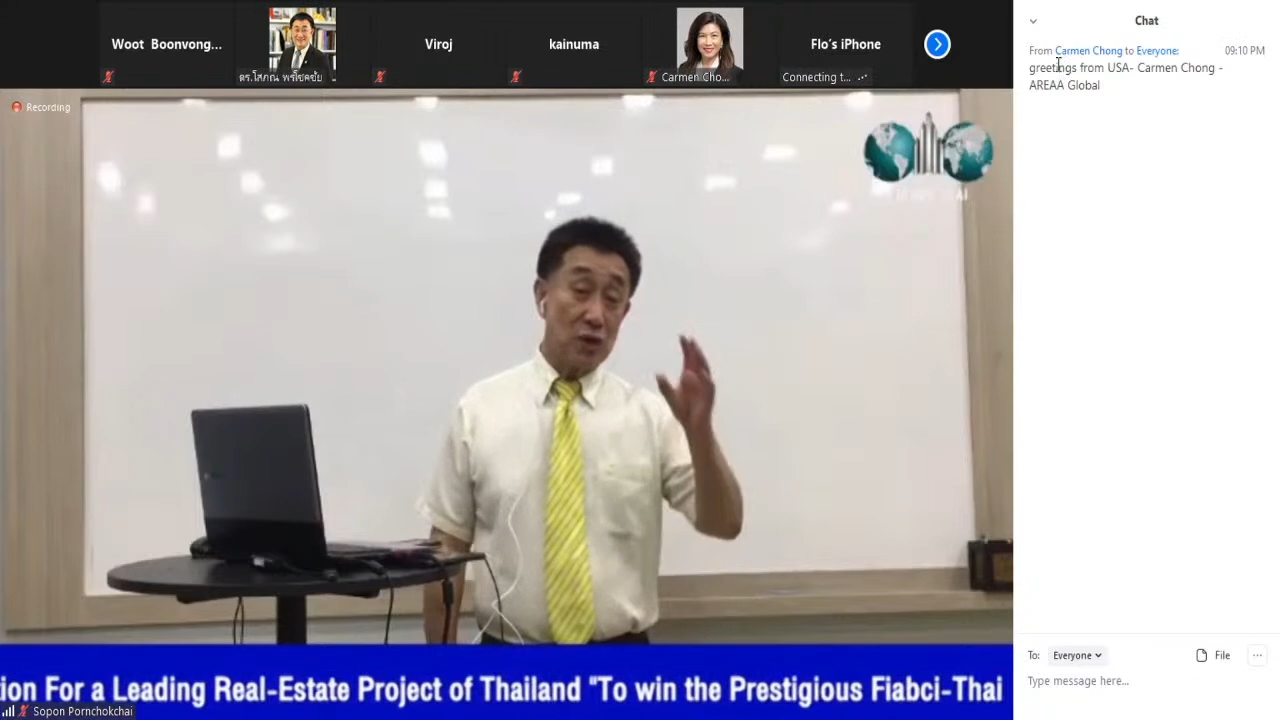 Woot Boonvong...
Viroj
kainuma
Flo's iPhone
ดร.โสภณ พรโชคชัย
Carmen Cho...
Connecting t...
Recording
tion For a Leading Real-Estate Project of Thailand "To win the Prestigious Fiabci-Thai
Sopon Pornchokchai
Chat
From Carmen Chong to Everyone: 09:10 PM
greetings from USA- Carmen Chong -
AREAA Global
To: Everyone File
Type message here...